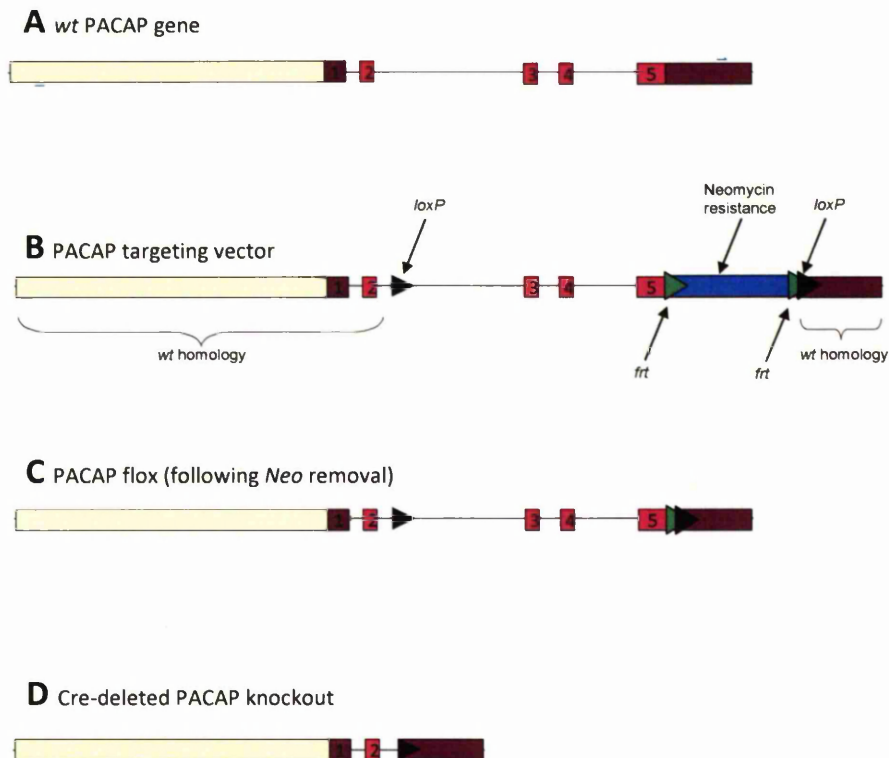 A wt PACAP gene
1 2 3 4 5
Neomycin
resistance
loxP
loxP
B PACAP targeting vector
1 2 3 4 5
wt homology
wt homology
frt
frt
C PACAP flox (following Neo removal)
1 2 3 4 5
D Cre-deleted PACAP knockout
1 2